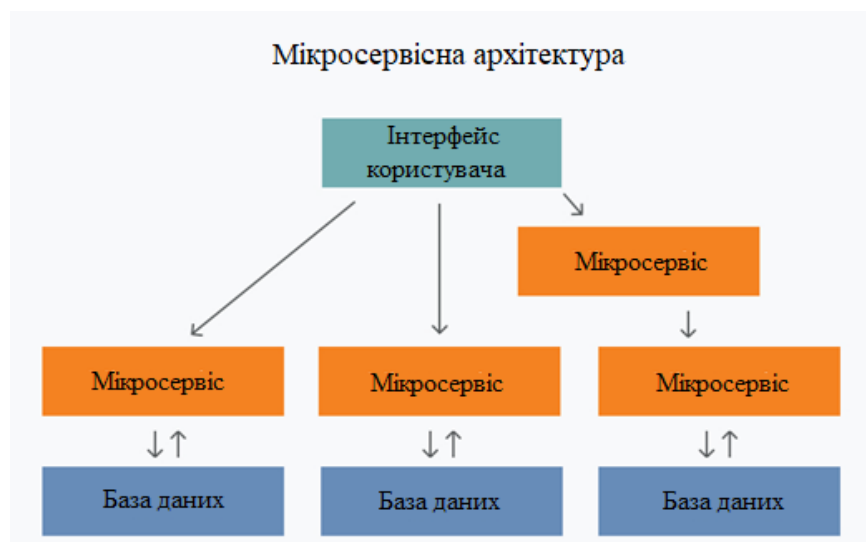 Мікросервісна архітектура
Інтерфейс
користувача
Мікросервіс
Мікросервіс
Мікросервіс
Мікросервіс
База даних
База даних
База даних